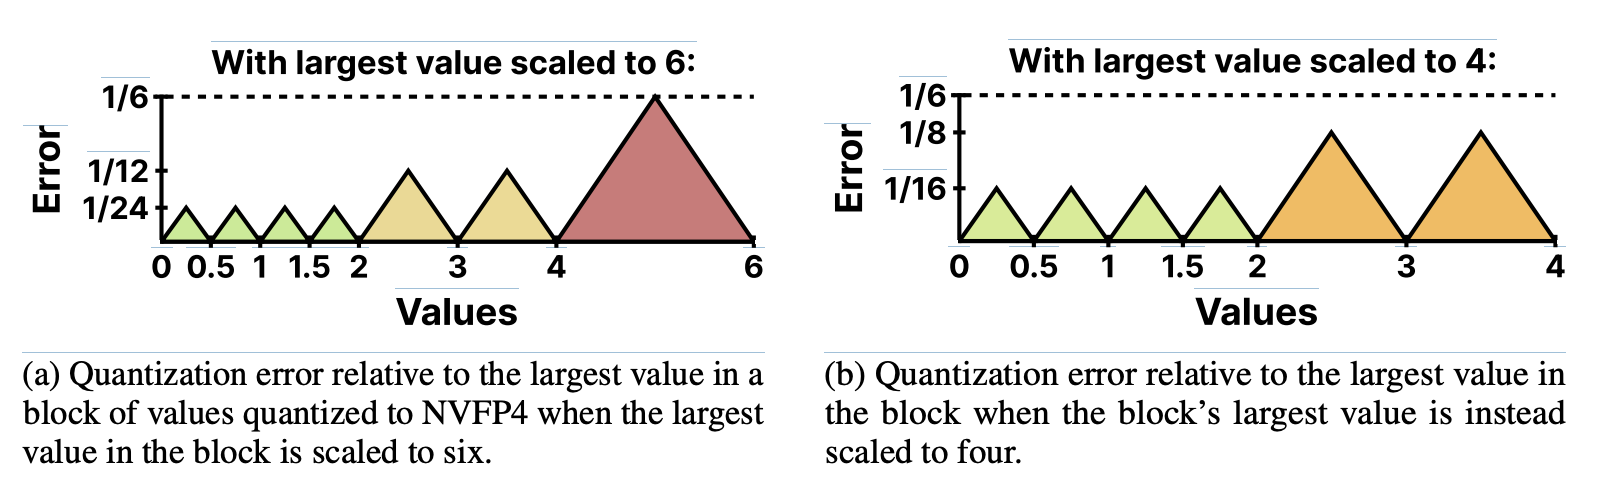 With largest value scaled to 6:
1/6
1/12
1/24
Error
0 0.5 1 1.5 2 3 4 6
Values
(a) Quantization error relative to the largest value in a
block of values quantized to NVFP4 when the largest
value in the block is scaled to six.
With largest value scaled to 4:
1/6
1/8
1/16
Error
0 0.5 1 1.5 2 3 4
Values
(b) Quantization error relative to the largest value in
the block when the block's largest value is instead
scaled to four.